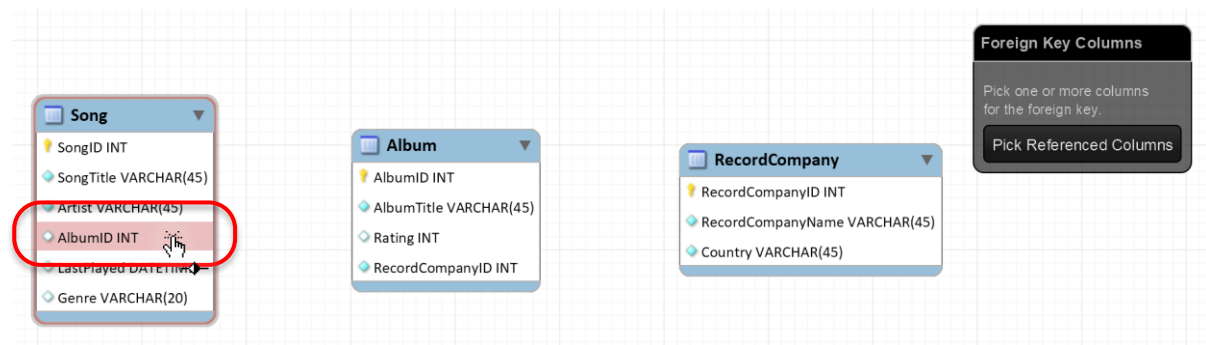 Song
SongID INT
SongTitle VARCHAR(45)
Artist VARCHAR(45)
AlbumID INT
LastPlayed DATETIME
Genre VARCHAR(20)
Album
AlbumID INT
AlbumTitle VARCHAR(45)
Rating INT
RecordCompanyID INT
RecordCompany
RecordCompanyID INT
RecordCompanyName VARCHAR(45)
Country VARCHAR(45)
Foreign Key Columns
Pick one or more columns
for the foreign key.
Pick Referenced Columns